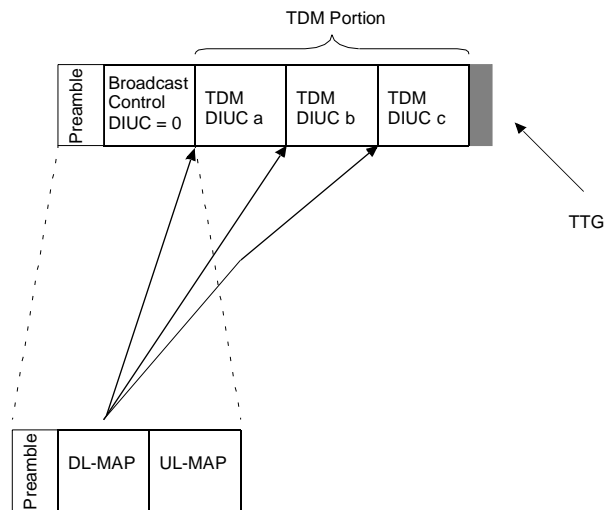 TDM Portion
Preamble
Broadcast
Control
DIUC = 0
TDM
DIUC a
TDM
DIUC b
TDM
DIUC c
TTG
Preamble
DL-MAP
UL-MAP